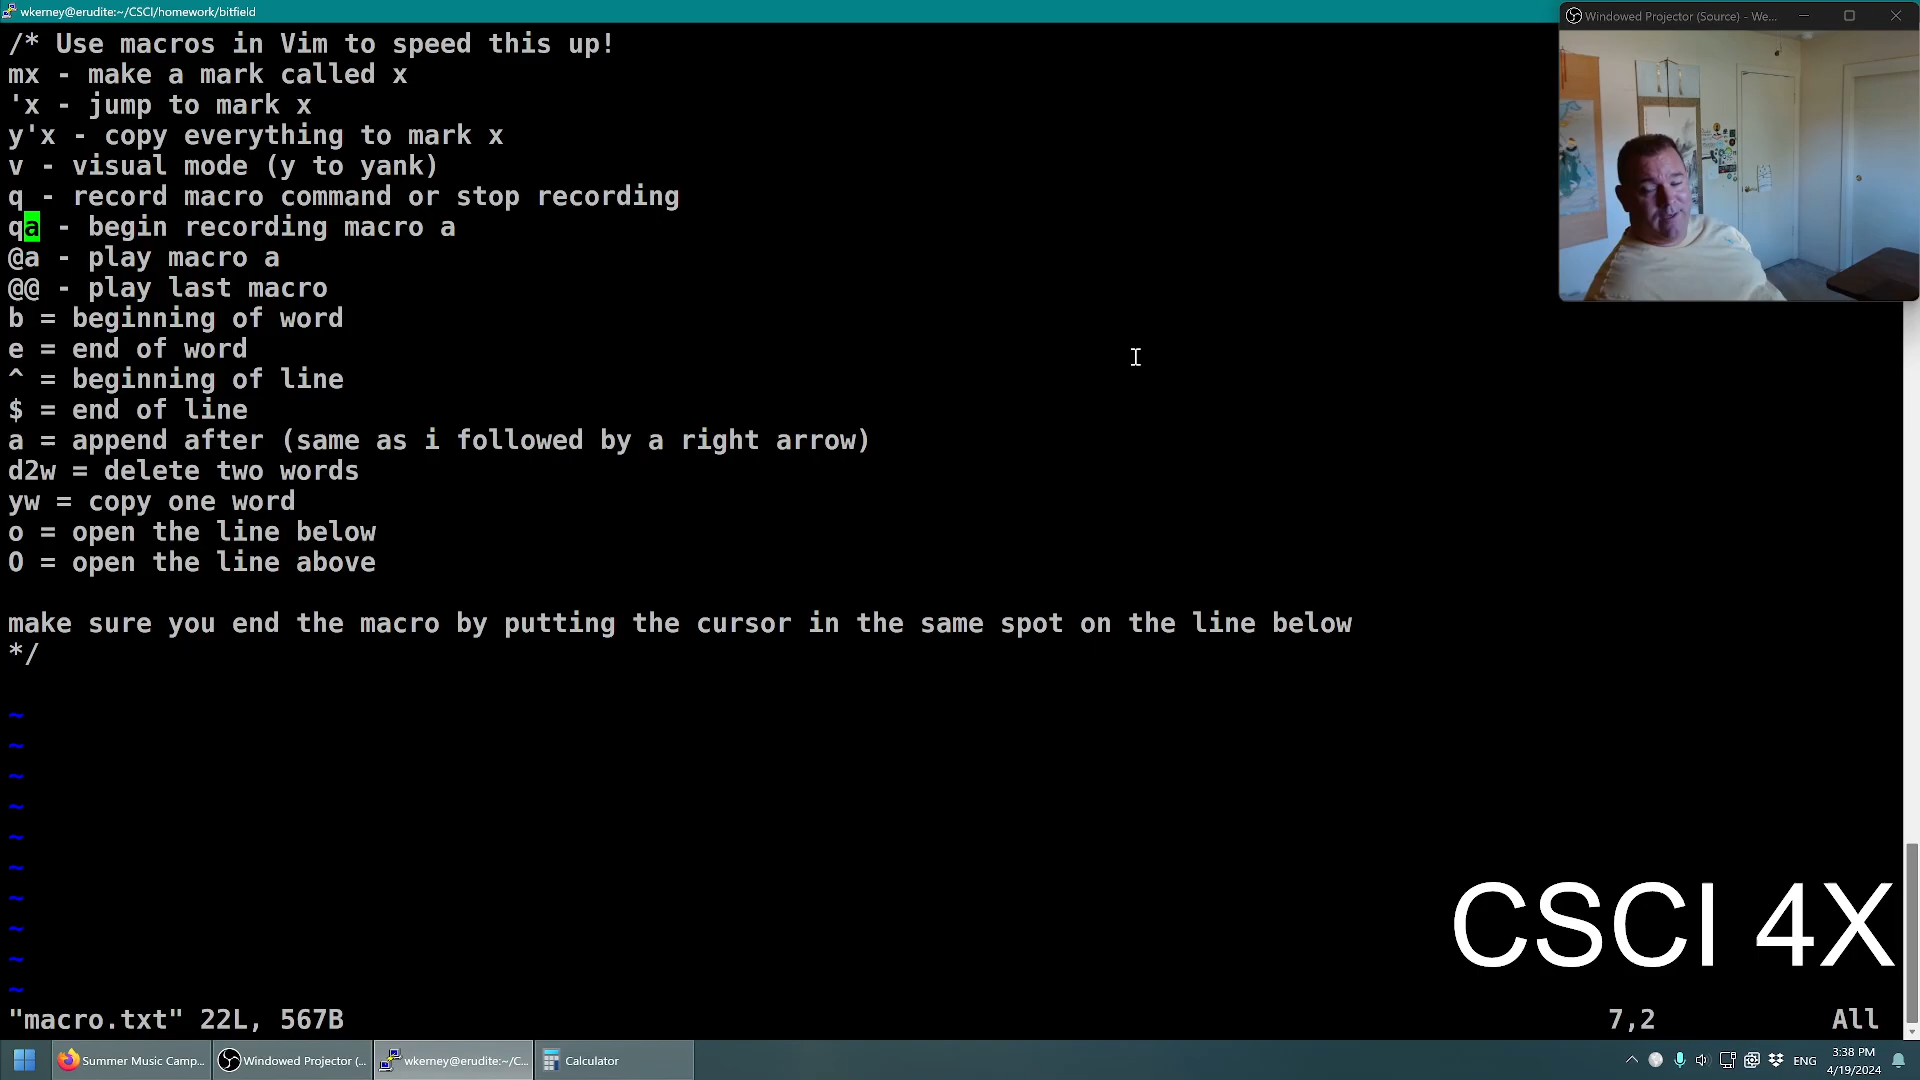 wkerney@erudite:~/CSCI/homework/bitfield
Windowed Projector (Source) - We...
/* Use macros in Vim to speed this up!
mx - make a mark called x
'x - jump to mark x
y'x - copy everything to mark x
v - visual mode (y to yank)
q - record macro command or stop recording
qa - begin recording macro a
@a - play macro a
@@ - play last macro
b = beginning of word
e = end of word
^ = beginning of line
$ = end of line
a = append after (same as i followed by a right arrow)
d2w = delete two words
yw = copy one word
o = open the line below
O = open the line above
make sure you end the macro by putting the cursor in the same spot on the line below
*/
~
~
~
~
~
~
~
~
~
~
CSCI 4X
"macro.txt" 22L, 567B 7,2 All
Summer Music Camp... Windowed Projector (... wkerney@erudite:~/C... Calculator ENG 3:38 PM
4/19/2024